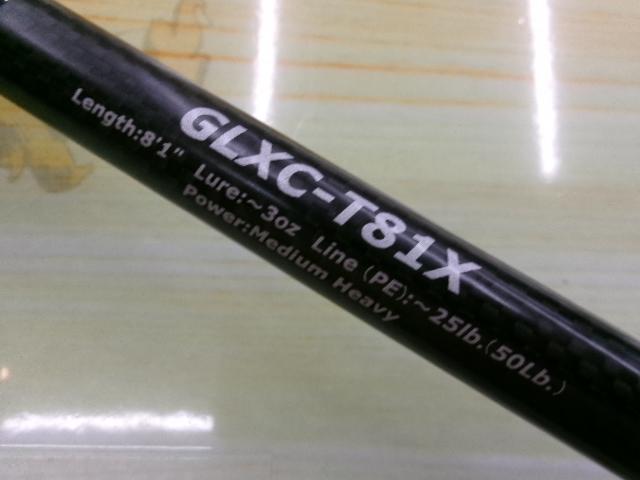 GLXC-T81X
Length:8'1" Lure:~3oz Line (PE):~25lb.(50Lb.)
Power:Medium Heavy